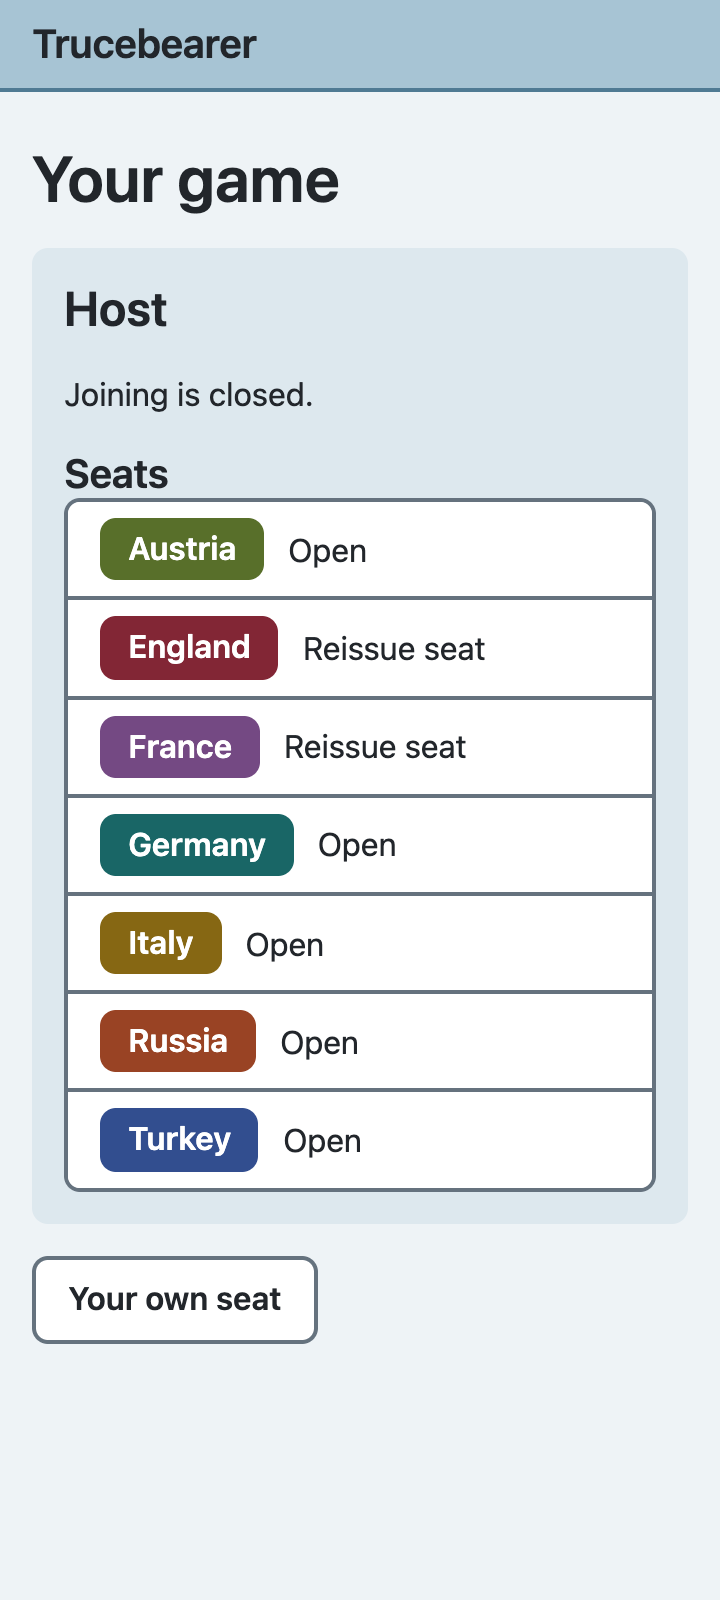 Trucebearer
Your game
Host
Joining is closed.
Seats
Austria Open
England Reissue seat
France Reissue seat
Germany Open
Italy Open
Russia Open
Turkey Open
Your own seat